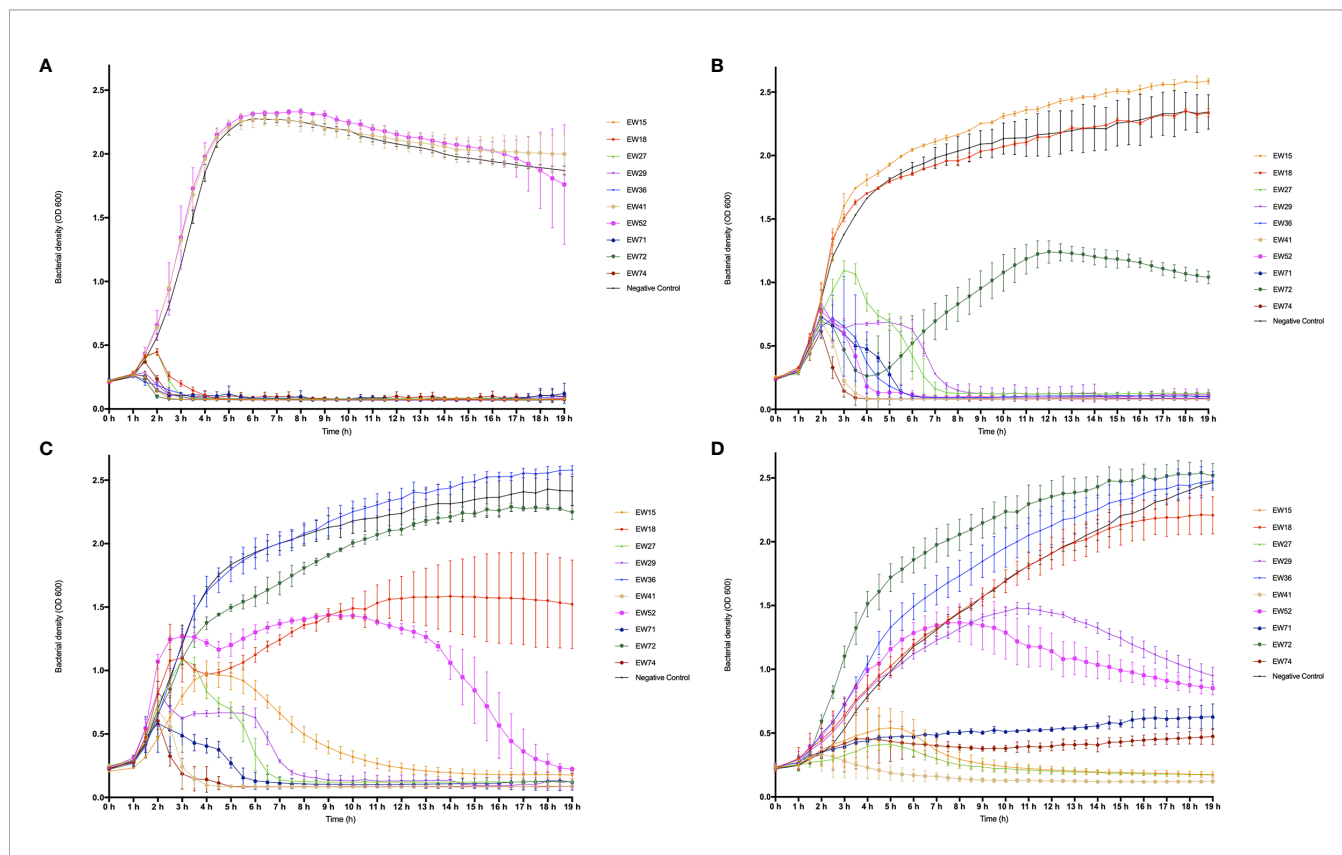 A
Bacterial density (OD 600)
2.5
2.0
1.5
1.0
0.5
0.0
0 h 1 h 2 h 3 h 4 h 5 h 6 h 7 h 8 h 9 h 10 h 11 h 12 h 13 h 14 h 15 h 16 h 17 h 18 h 19 h
Time (h)
EW15
EW18
EW27
EW29
EW36
EW41
EW52
EW71
EW72
EW74
Negative Control
B
Bacterial density (OD 600)
2.5
2.0
1.5
1.0
0.5
0.0
0 h 1 h 2 h 3 h 4 h 5 h 6 h 7 h 8 h 9 h 10 h 11 h 12 h 13 h 14 h 15 h 16 h 17 h 18 h 19 h
Time (h)
EW15
EW18
EW27
EW29
EW36
EW41
EW52
EW71
EW72
EW74
Negative Control
C
Bacterial density (OD 600)
2.5
2.0
1.5
1.0
0.5
0.0
0 h 1 h 2 h 3 h 4 h 5 h 6 h 7 h 8 h 9 h 10 h 11 h 12 h 13 h 14 h 15 h 16 h 17 h 18 h 19 h
Time (h)
EW15
EW18
EW27
EW29
EW36
EW41
EW52
EW71
EW72
EW74
Negative Control
D
Bacterial density (OD 600)
2.5
2.0
1.5
1.0
0.5
0.0
0 h 1 h 2 h 3 h 4 h 5 h 6 h 7 h 8 h 9 h 10 h 11 h 12 h 13 h 14 h 15 h 16 h 17 h 18 h 19 h
Time (h)
EW15
EW18
EW27
EW29
EW36
EW41
EW52
EW71
EW72
EW74
Negative Control